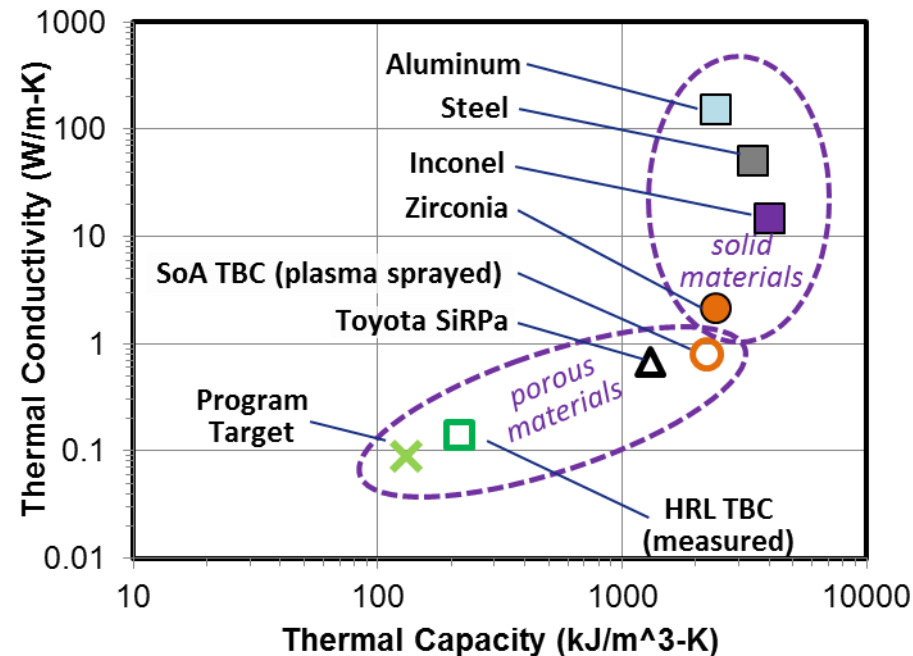 Thermal Conductivity (W/m-K)
1000
100
10
1
0.1
0.01
Aluminum
Steel
Inconel
Zirconia
SoA TBC (plasma sprayed)
Toyota SiRPa
Program
Target
solid
materials
porous
materials
HRL TBC
(measured)
10
100
1000
10000
Thermal Capacity (kJ/m^3-K)